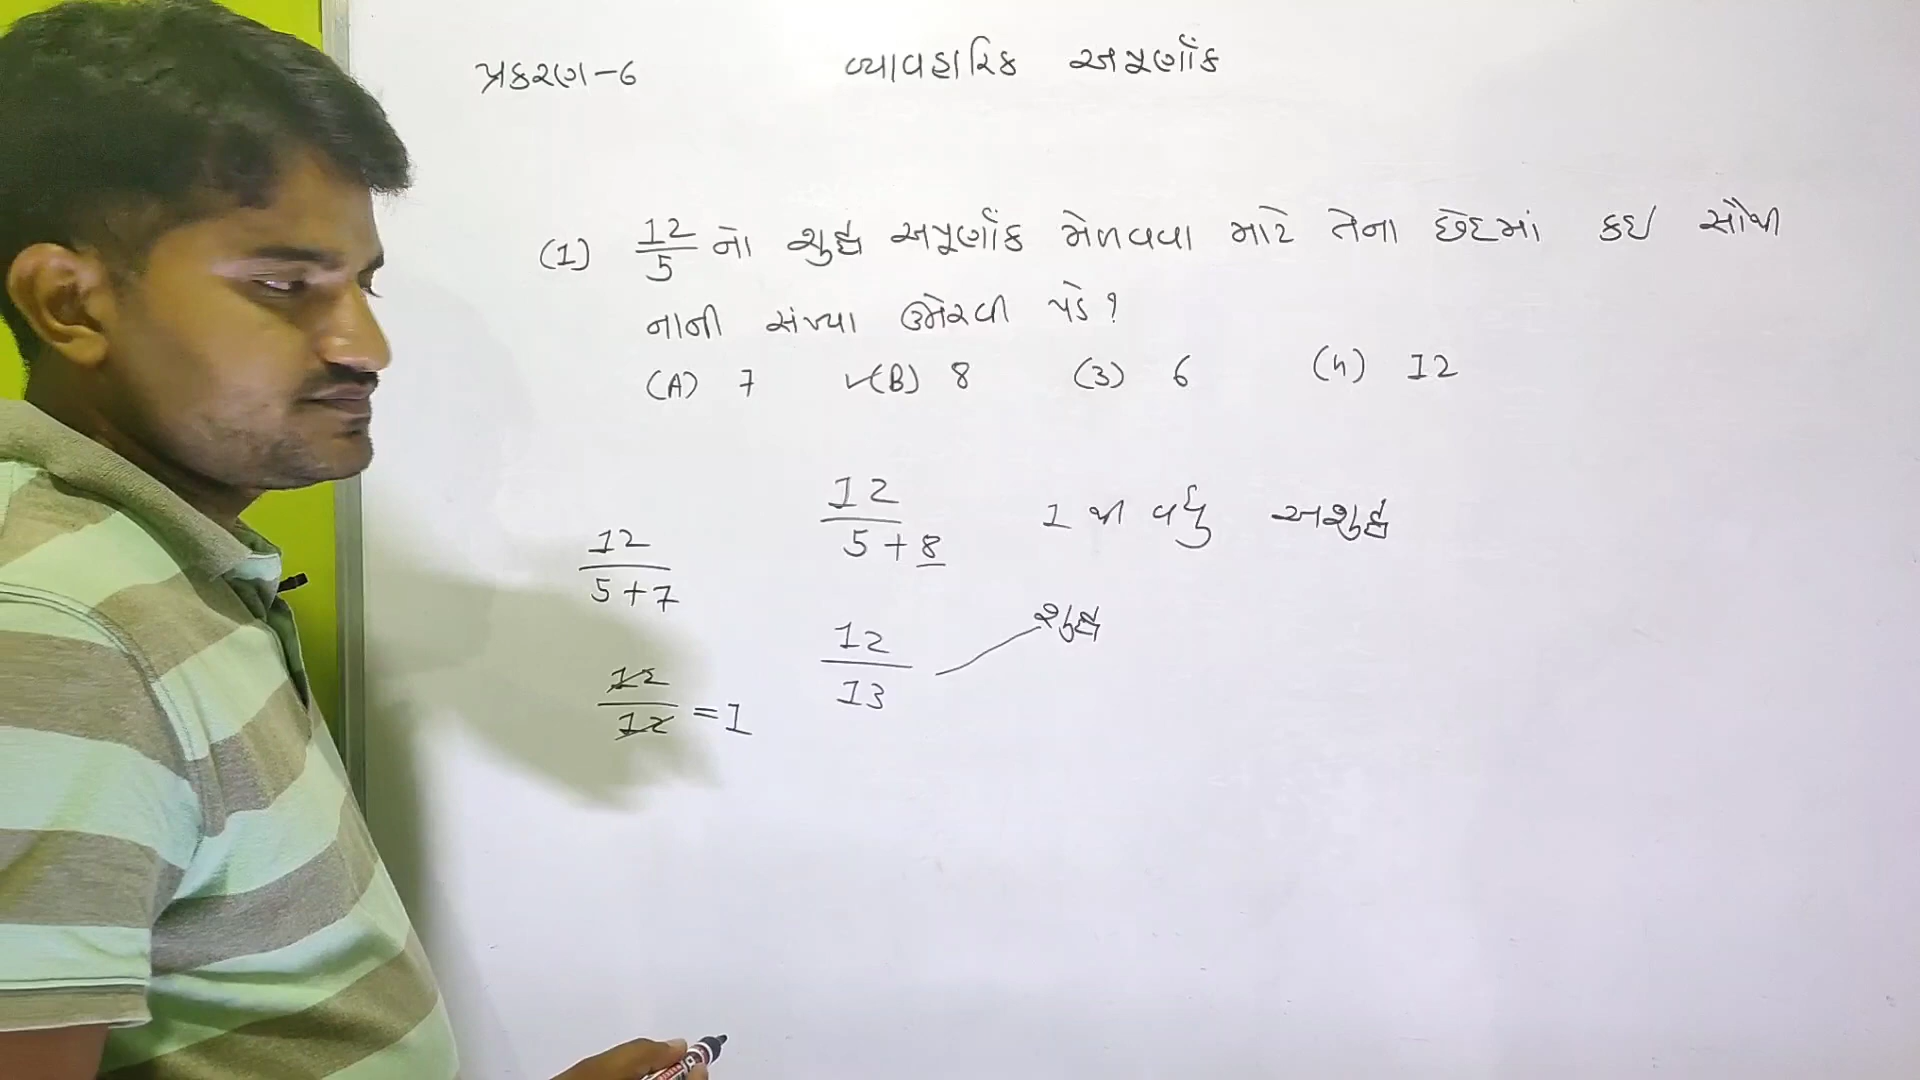 પ્રકરણ-6 વ્યાવહારિક અપૂર્ણાંક
(1) 12/5 ને શુદ્ધ અપૂર્ણાંક મેળવવા માટે તેના છેદમાં કઇ સૌથી
નાની સંખ્યા ઉમેરવી પડે ?
(A) 7 ✓(B) 8 (3) 6 (4) 12
12/(5+7) 12/(5+8) 1 થી વધુ અશુદ્ધ
12/12 = 1 12/13 શુદ્ધ